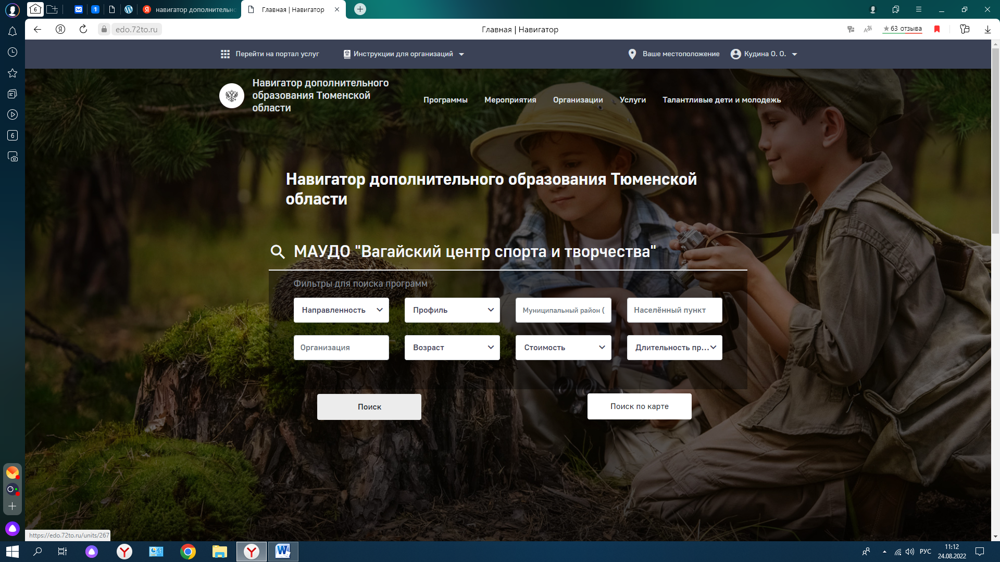 6
1
навигатор дополнительно
Главная | Навигатор
edo.72to.ru
Главная | Навигатор
63 отзыва
Перейти на портал услуг
Инструкции для организаций
Ваше местоположение
Кудина О. О.
Навигатор дополнительного
образования Тюменской
области
Программы
Мероприятия
Организации
Услуги
Талантливые дети и молодежь
6
Навигатор дополнительного образования Тюменской
области
МАУДО "Вагайский центр спорта и творчества"
Фильтры для поиска программ
Направленность
Профиль
Муниципальный район (
Населённый пункт
Организация
Возраст
Стоимость
Длительность пр...
Поиск
Поиск по карте
https://edo.72to.ru/units/267
РУС
11:12
24.08.2022